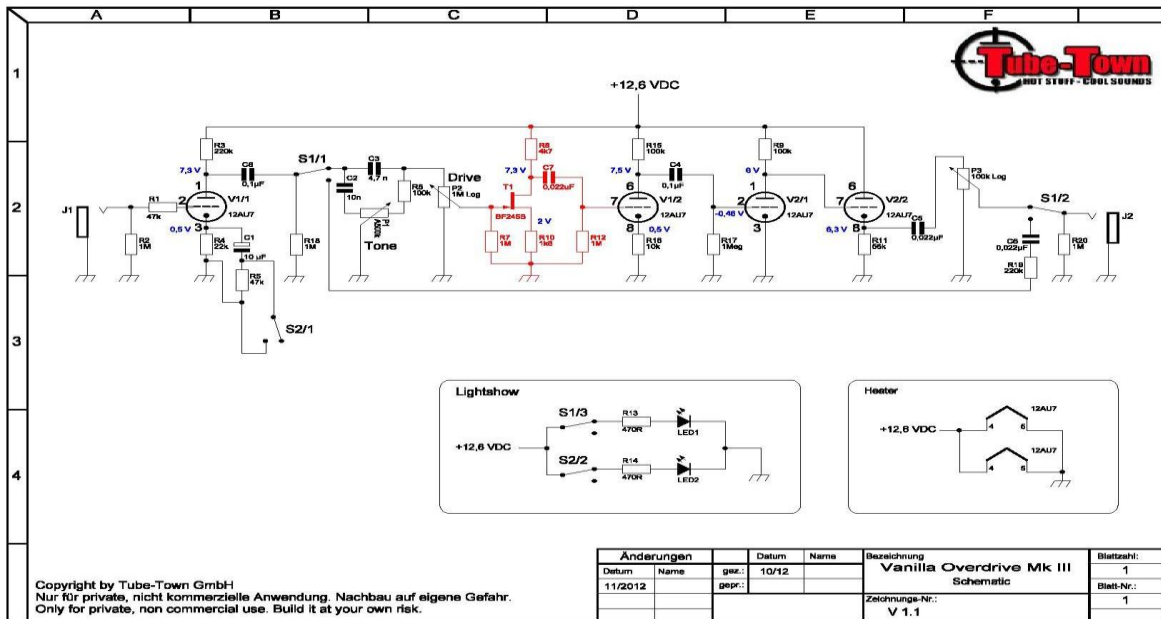 A B C D E F
1
2
3
4
Tube-Town
HOT STUFF - COOL SOUNDS
+12,6 VDC
J1
R1
47k
R2
1M
R3
220k
7,3 V
1
2
3
V1/1
12AU7
0,5 V
R4
22k
C1
10 µF
R5
47k
S2/1
0,1µF
R18
1M
S1/1
C2
10n
C3
4,7 n
100k
P1
Tone
Drive
P2
1M Log
R7
1M
T1
BF245S
7,3 V
4k7
C7
0,022uF
2 V
R10
1k8
R12
1M
R15
100k
7,5 V
6
7
8
V1/2
12AU7
0,5 V
R16
10k
C4
0,1µF
R17
1Meg
-0,46 V
R9
100k
6 V
1
2
3
V2/1
12AU7
6
7
8
V2/2
12AU7
6,3 V
R11
56k
0,022µF
P3
100k Log
S1/2
0,022µF
R19
220k
R20
1M
J2
Lightshow
+12,6 VDC
S1/3
R13
470R
LED1
S2/2
R14
470R
LED2
Heater
+12,6 VDC
12AU7
4 5
12AU7
4 5
Copyright by Tube-Town GmbH
Nur für private, nicht kommerzielle Anwendung. Nachbau auf eigene Gefahr.
Only for private, non commercial use. Build it at your own risk.
Änderungen
Datum Name
11/2012
Datum Name
gez.: 10/12
gepr.:
Bezeichnung
Vanilla Overdrive Mk III
Schematic
Zeichnungs-Nr.:
V 1.1
Blattzahl:
1
Blatt-Nr.:
1